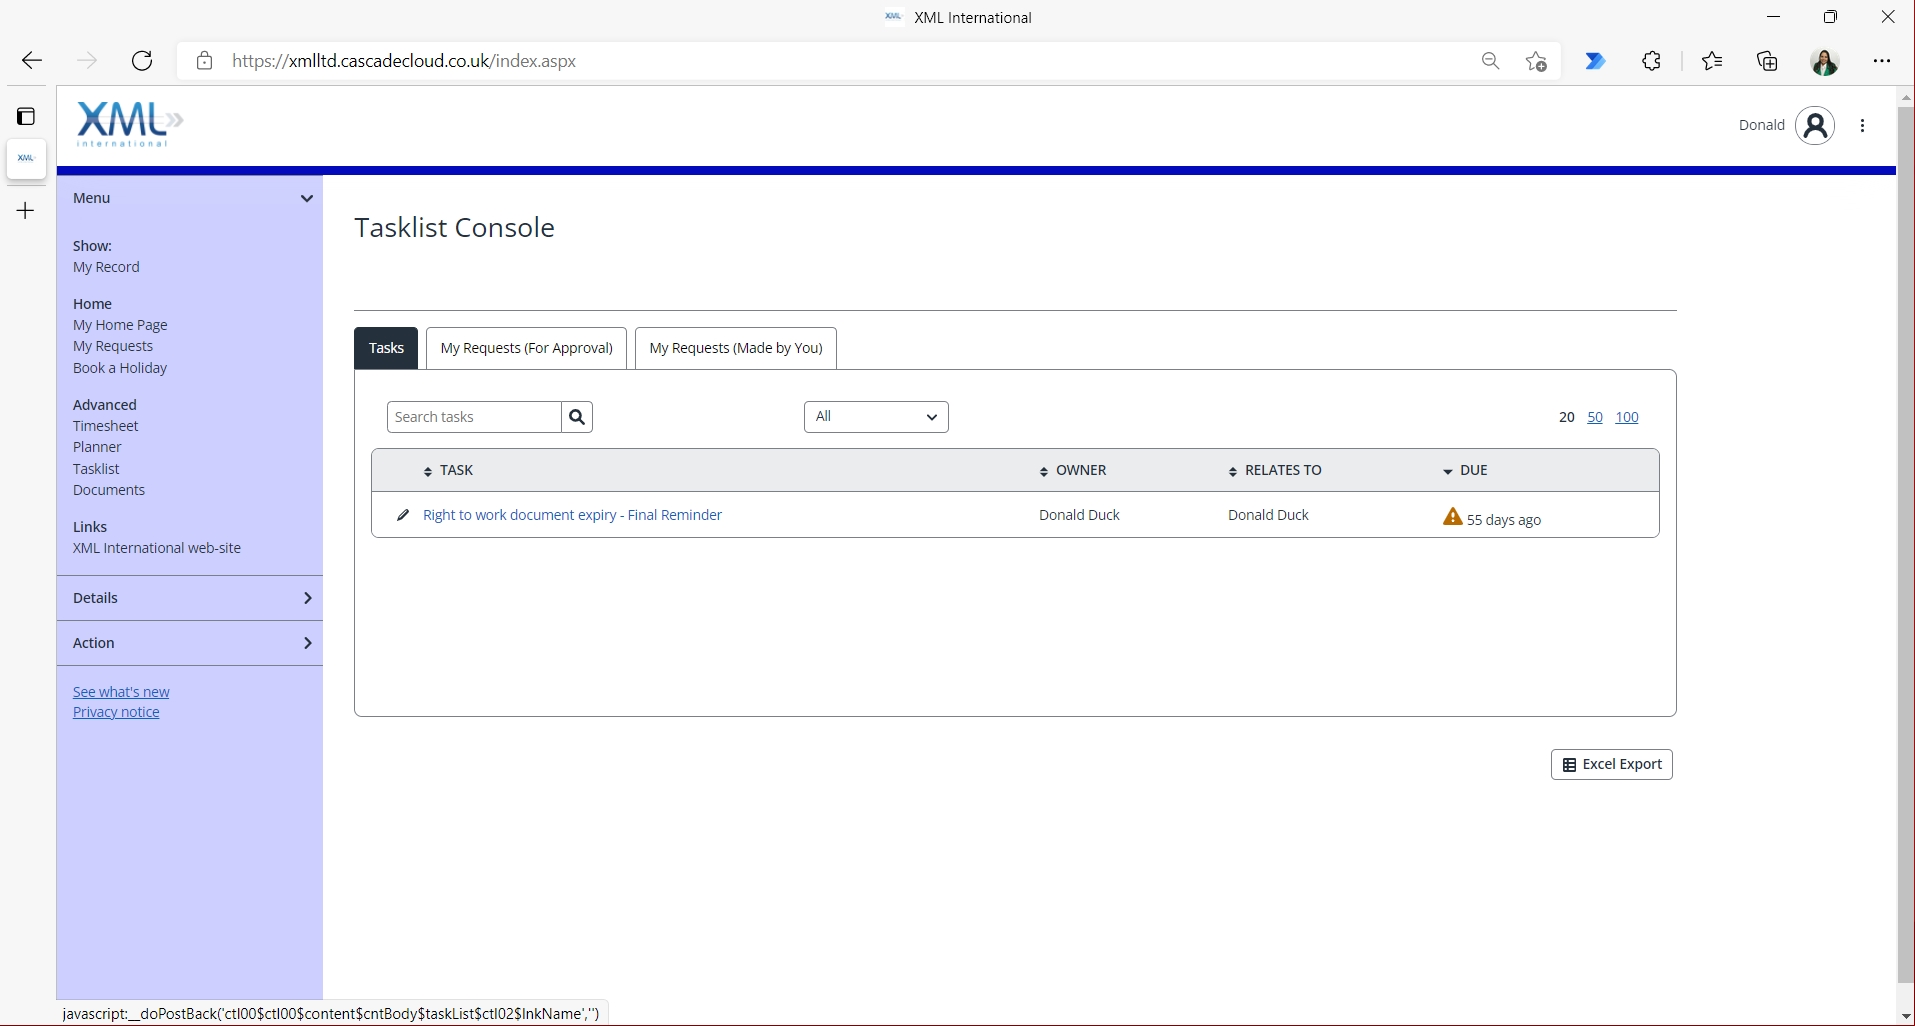 XML XML International
https://xmlltd.cascadecloud.co.uk/index.aspx
XML
international
Donald
XML
Menu
Show:
My Record
Home
My Home Page
My Requests
Book a Holiday
Advanced
Timesheet
Planner
Tasklist
Documents
Links
XML International web-site
Details
Action
See what's new
Privacy notice
Tasklist Console
Tasks My Requests (For Approval) My Requests (Made by You)
Search tasks All 20 50 100
TASK OWNER RELATES TO DUE
Right to work document expiry - Final Reminder Donald Duck Donald Duck 55 days ago
Excel Export
javascript:__doPostBack('ctl00$ctl00$content$cntBody$taskList$ctl02$lnkName','')